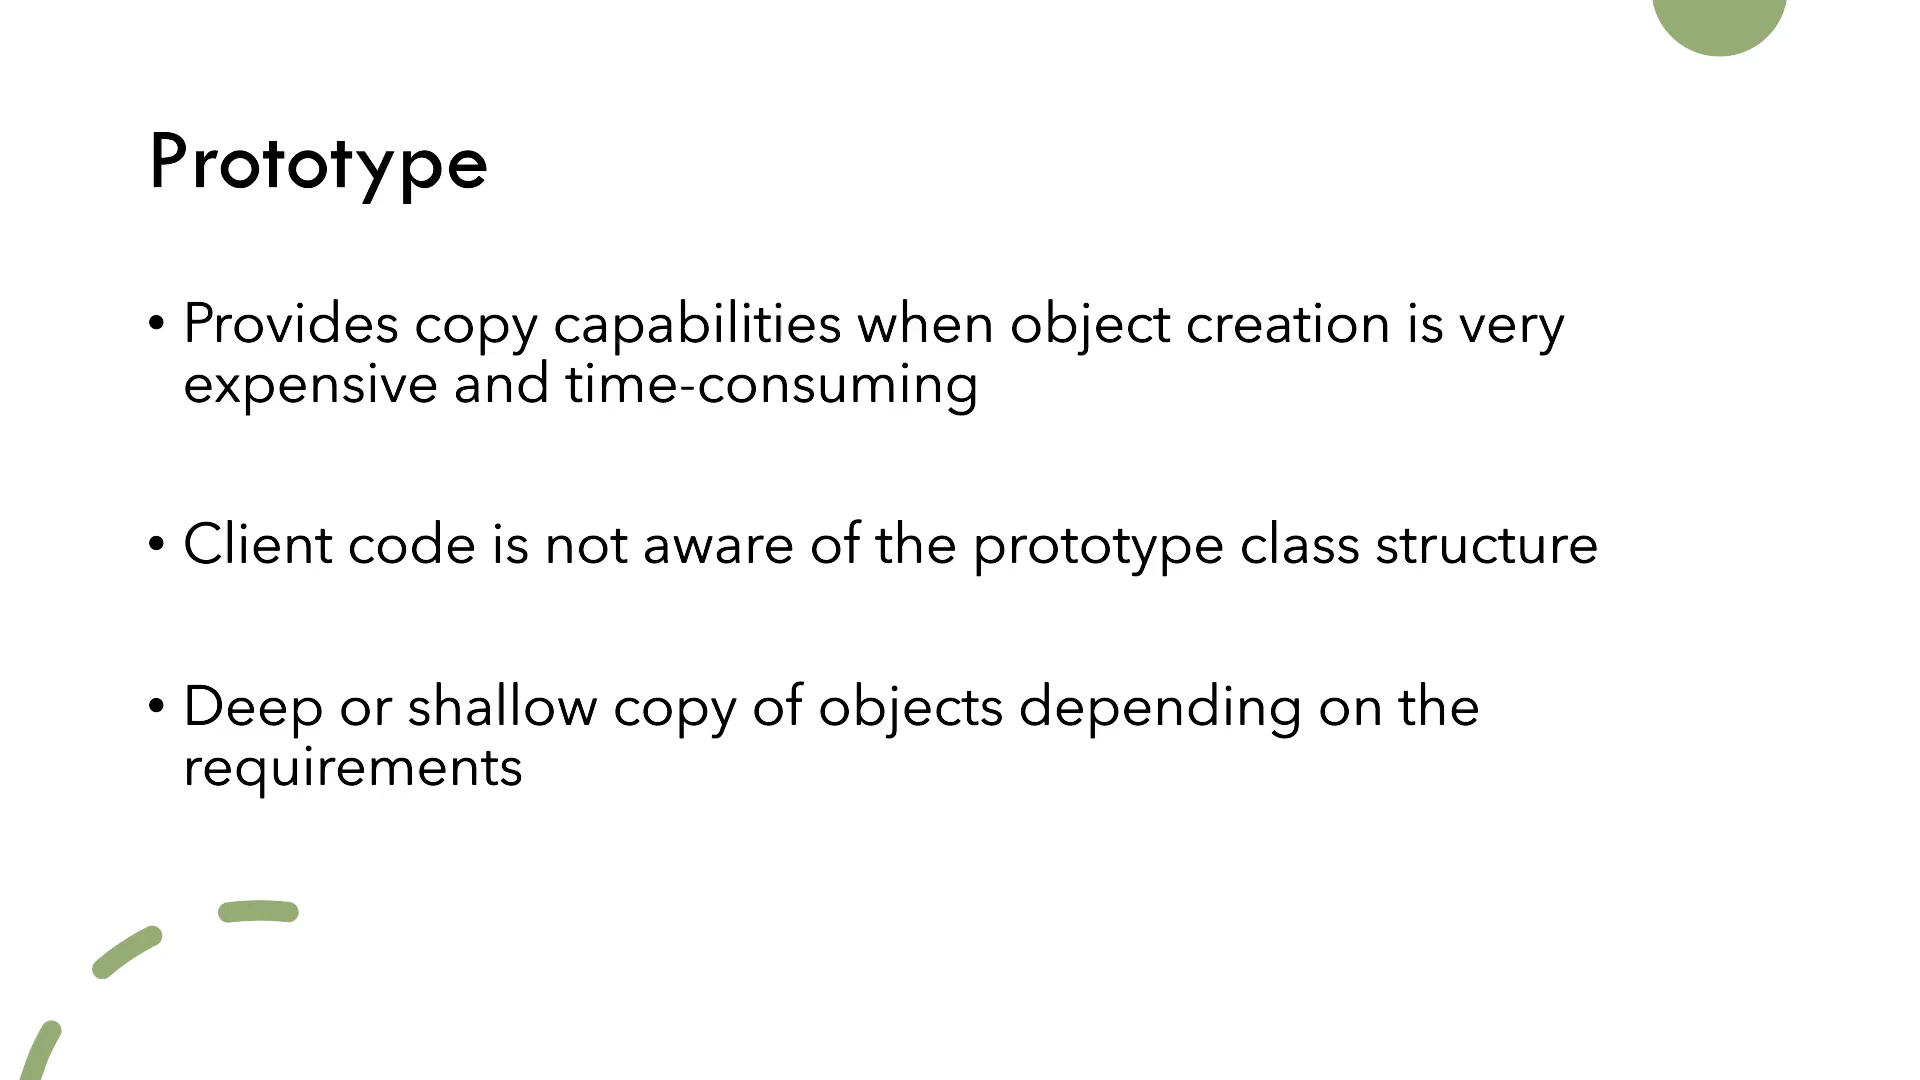 Prototype
• Provides copy capabilities when object creation is very
expensive and time-consuming
• Client code is not aware of the prototype class structure
• Deep or shallow copy of objects depending on the
requirements